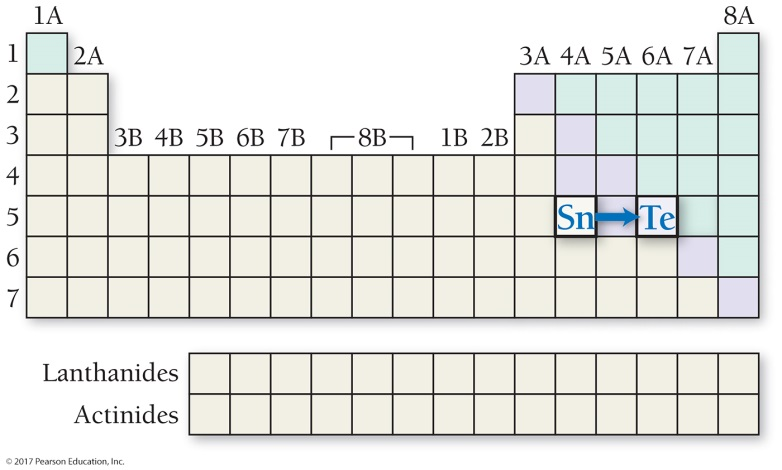 1A 8A
1 2A 3A 4A 5A 6A 7A
2
3 3B 4B 5B 6B 7B 8B 1B 2B
4
5 Sn Te
6
7
Lanthanides
Actinides
© 2017 Pearson Education, Inc.